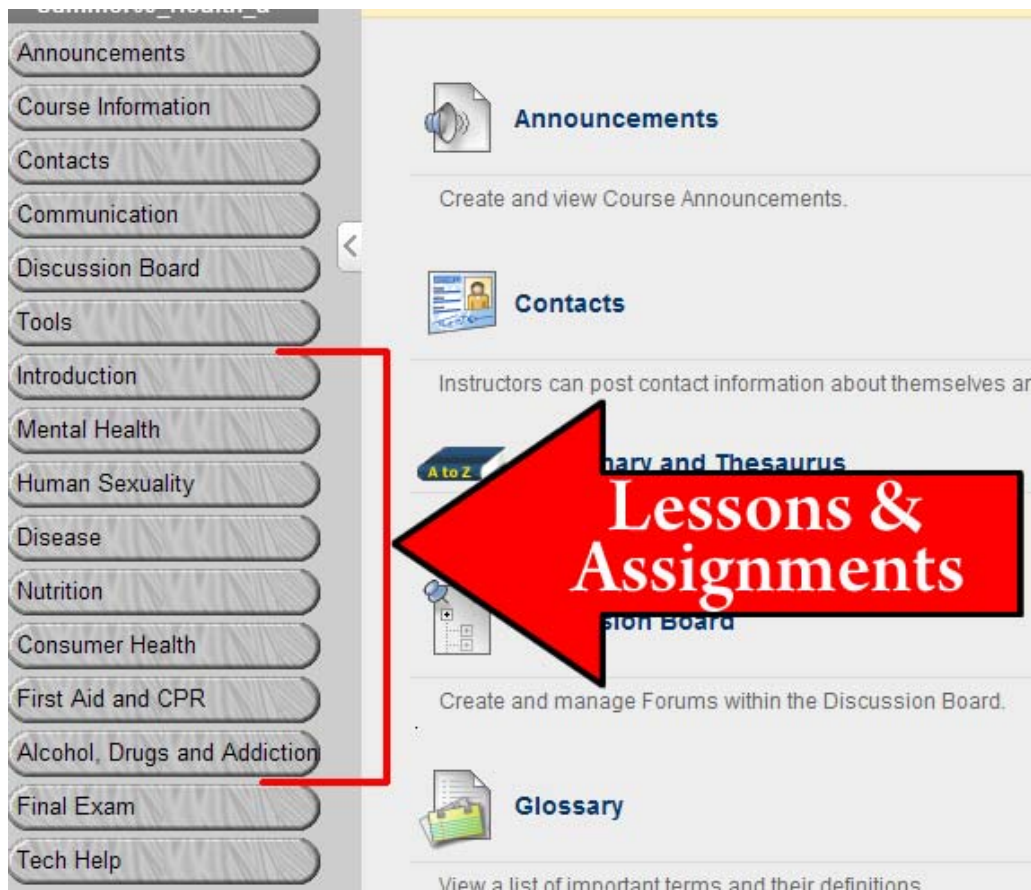 Announcements
Course Information
Contacts
Communication
Discussion Board
Tools
Introduction
Mental Health
Human Sexuality
Disease
Nutrition
Consumer Health
First Aid and CPR
Alcohol, Drugs and Addiction
Final Exam
Tech Help
Announcements
Create and view Course Announcements.
Contacts
Instructors can post contact information about themselves
A to Z
and Thesaurus
Lessons &
Assignments
Board
Create and manage Forums within the Discussion Board.
Glossary
View a list of important terms and their definitions